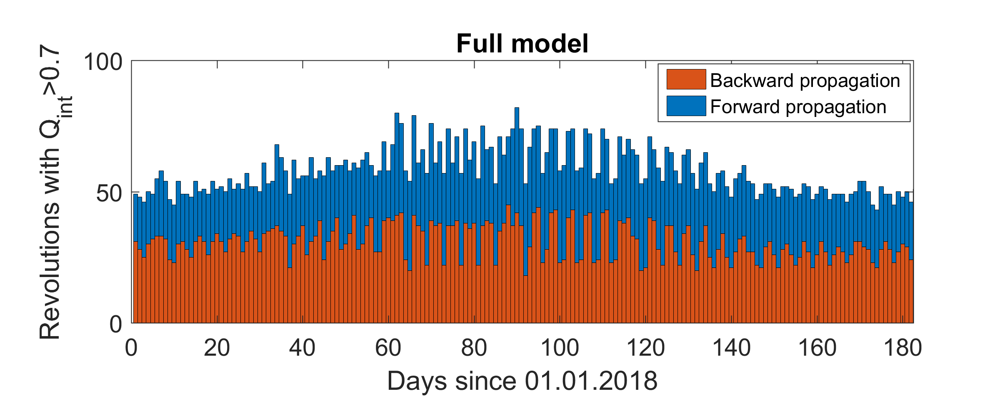 Full model
Revolutions with Qint>0.7
100
50
0
Backward propagation
Forward propagation
0 20 40 60 80 100 120 140 160 180
Days since 01.01.2018